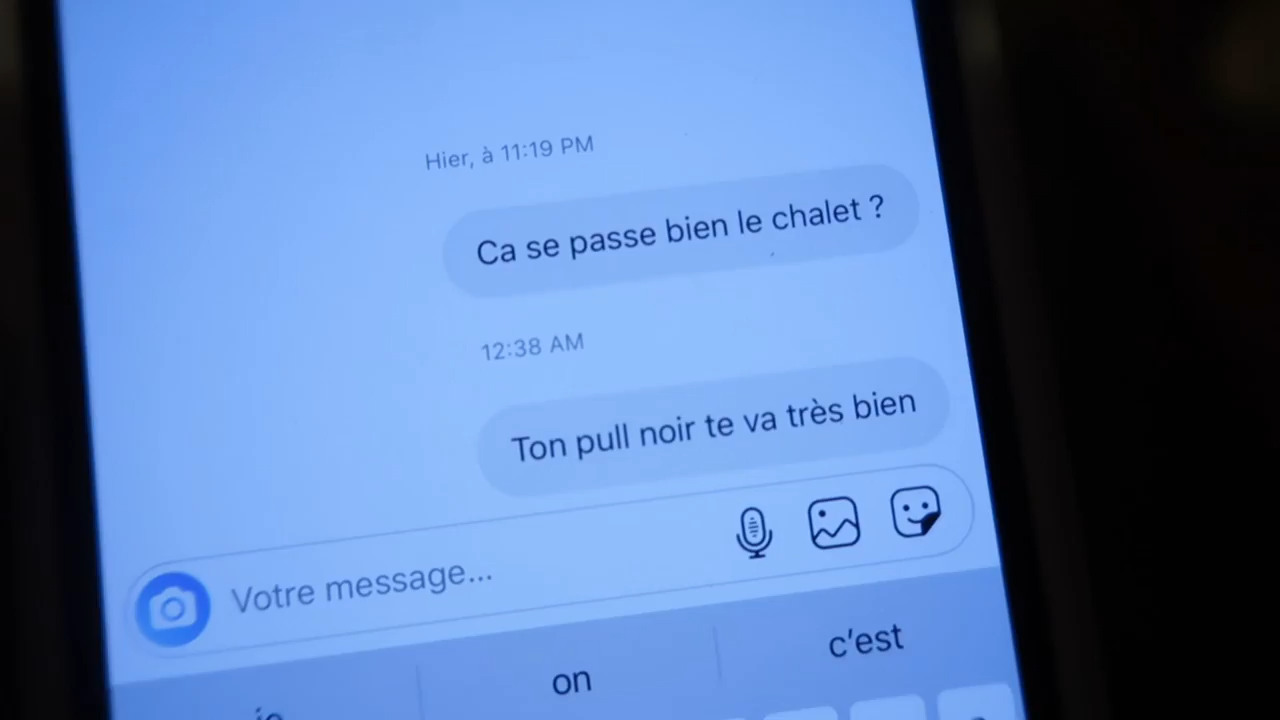 Hier, à 11:19 PM
Ca se passe bien le chalet ?
12:38 AM
Ton pull noir te va très bien
Votre message...
je on c'est